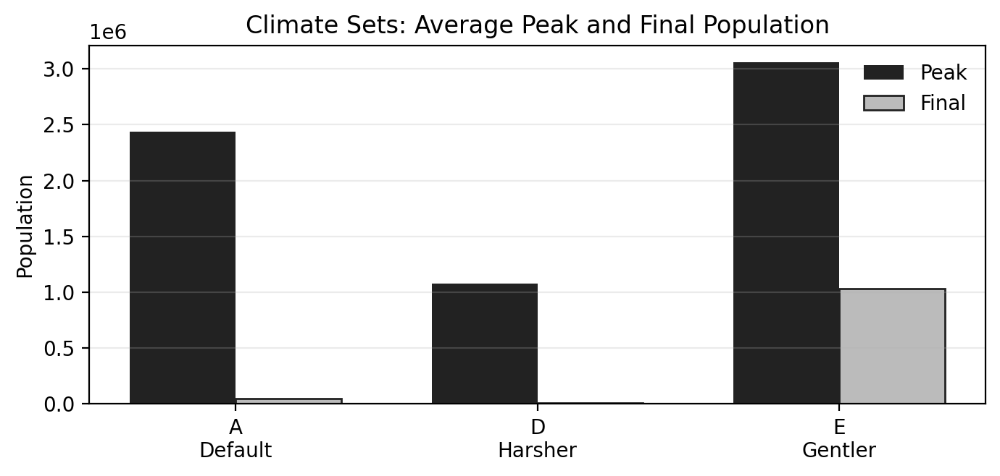 Climate Sets: Average Peak and Final Population
1e6
3.0
2.5
2.0
1.5
1.0
0.5
0.0
Population
Peak
Final
A
Default
D
Harsher
E
Gentler